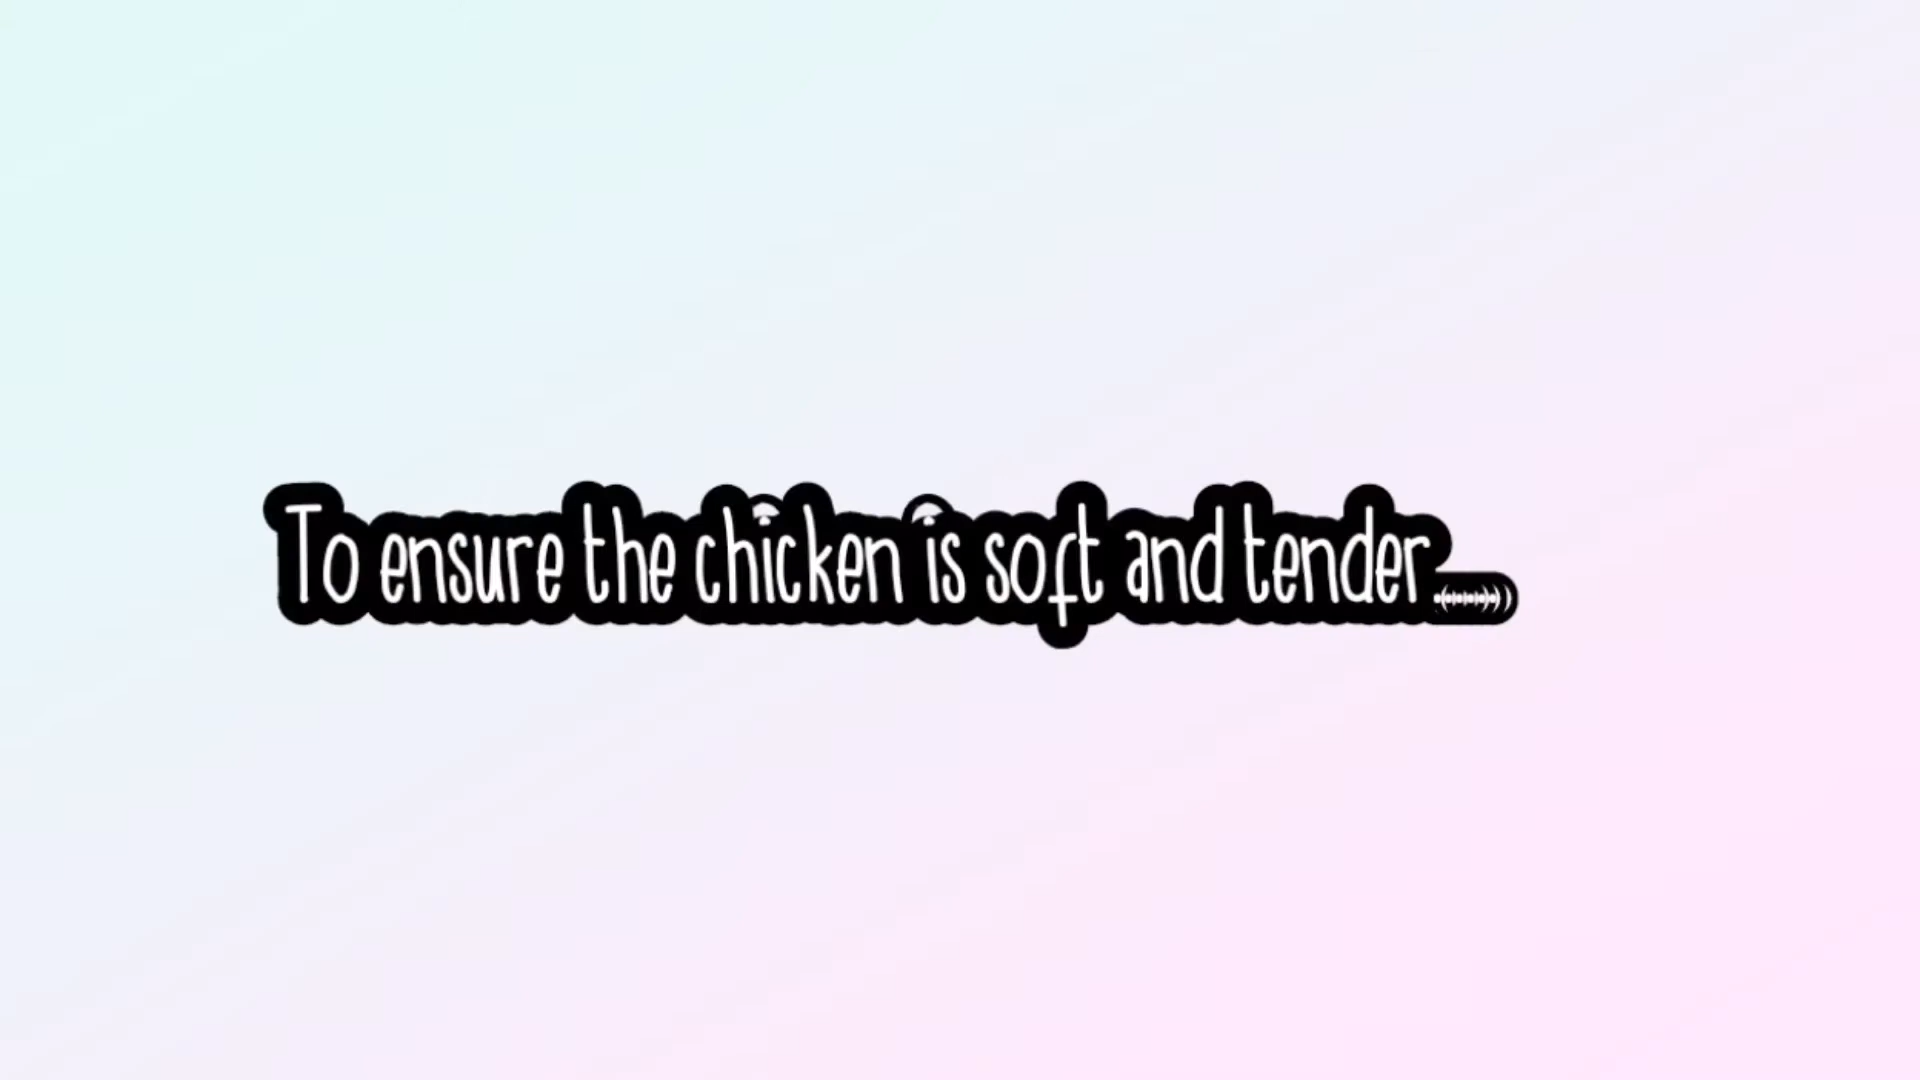 To ensure the chicken is soft and tender...